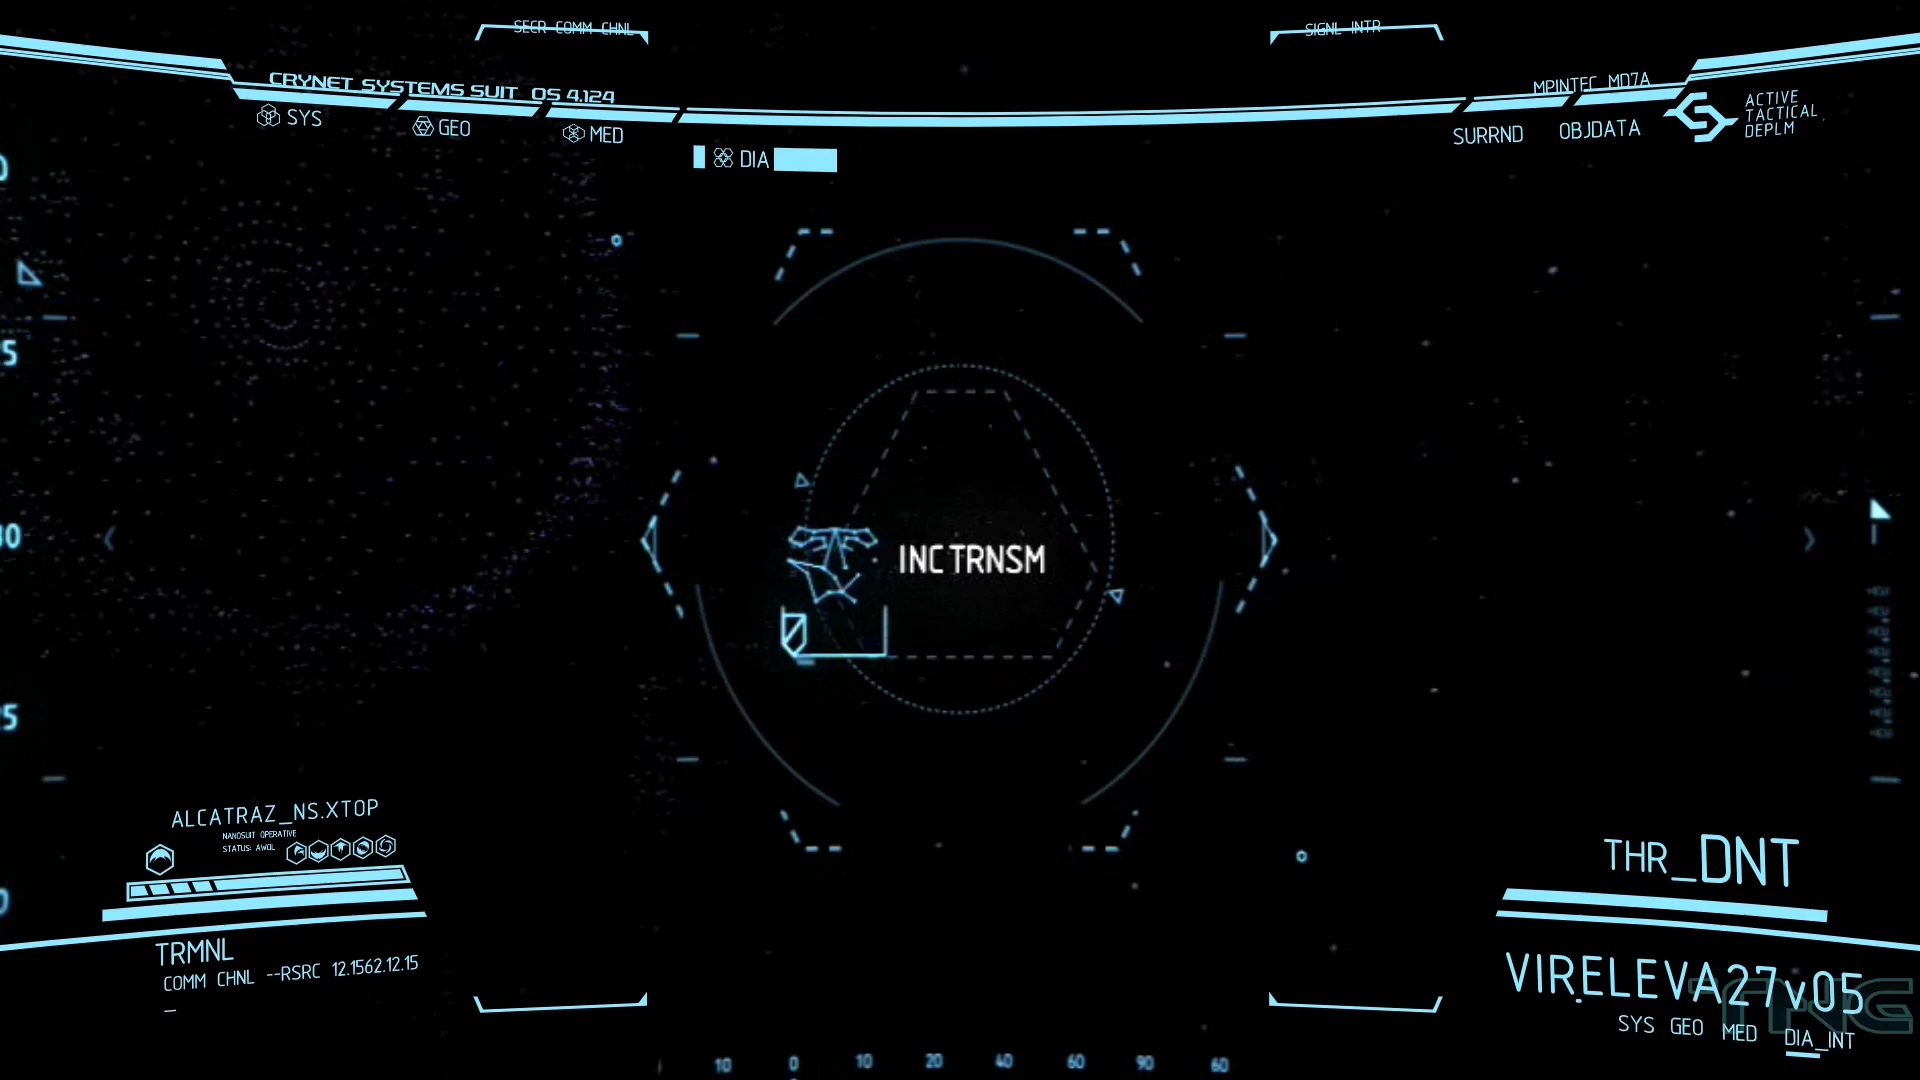 SECR COMM CHNL
SIGNL INTR
CRYNET SYSTEMS SUIT OS 4.124
MPINTEC MD7A
SYS
GEO
MED
DIA
SURRND
OBJDATA
ACTIVE
TACTICAL
DEPLM
INC TRNSM
ALCATRAZ_NS.XTOP
NANOSUIT OPERATIVE
STATUS: AWOL
TRMNL
COMM CHNL --RSRC 12.1562.12.15
_
THR_DNT
VIRELEVA27v05
TNG
SYS GEO MED DIA_INT
10 0 10 20 40 60 90 60